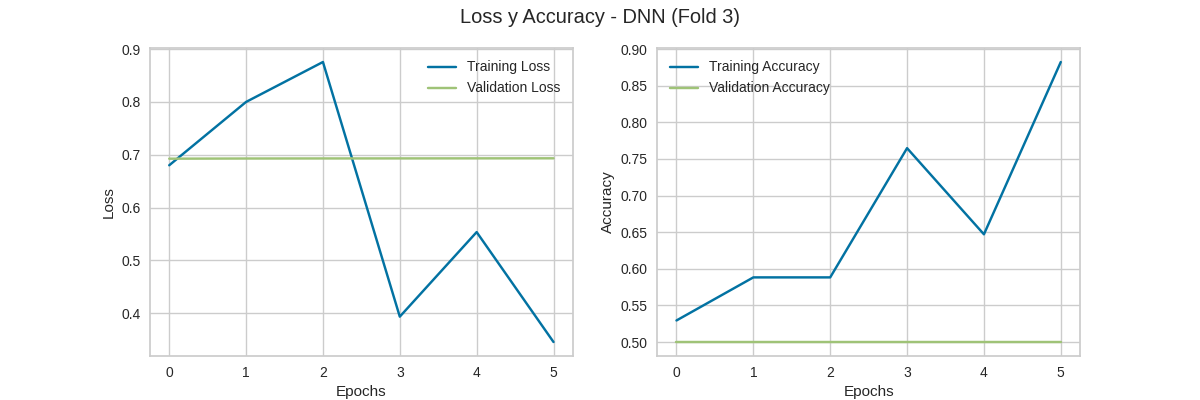 Loss y Accuracy - DNN (Fold 3)
0.9
0.8
0.7
0.6
0.5
0.4
Loss
Training Loss
Validation Loss
0 1 2 3 4 5
Epochs
0.90
0.85
0.80
0.75
0.70
0.65
0.60
0.55
0.50
Accuracy
Training Accuracy
Validation Accuracy
0 1 2 3 4 5
Epochs